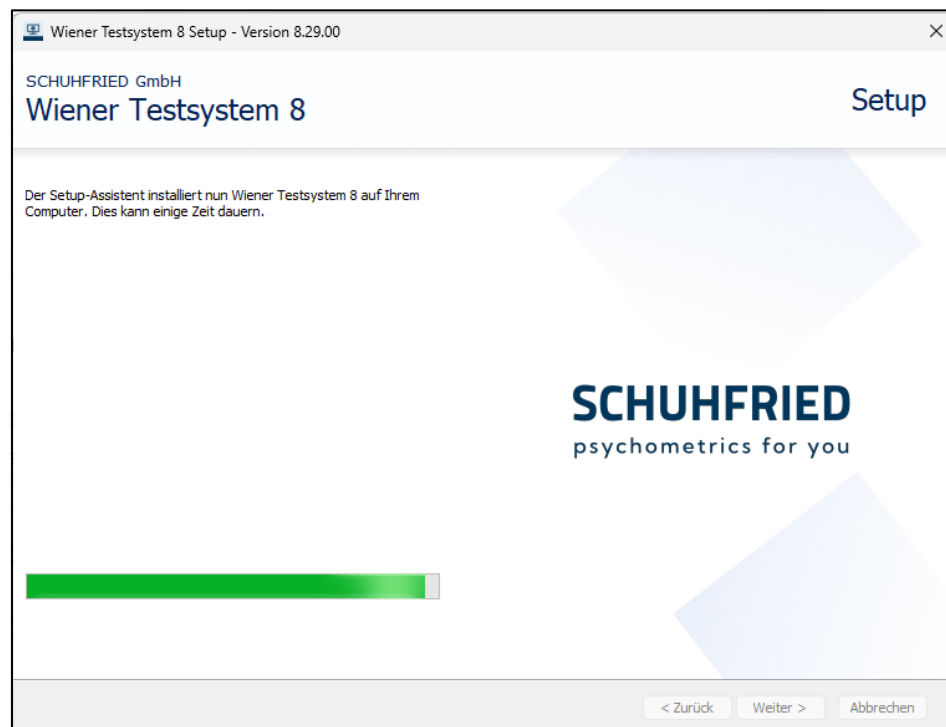 Wiener Testsystem 8 Setup - Version 8.29.00
SCHUHFRIED GmbH
Wiener Testsystem 8
Setup
Der Setup-Assistent installiert nun Wiener Testsystem 8 auf Ihrem
Computer. Dies kann einige Zeit dauern.
SCHUHFRIED
psychometrics for you
< Zurück
Weiter >
Abbrechen